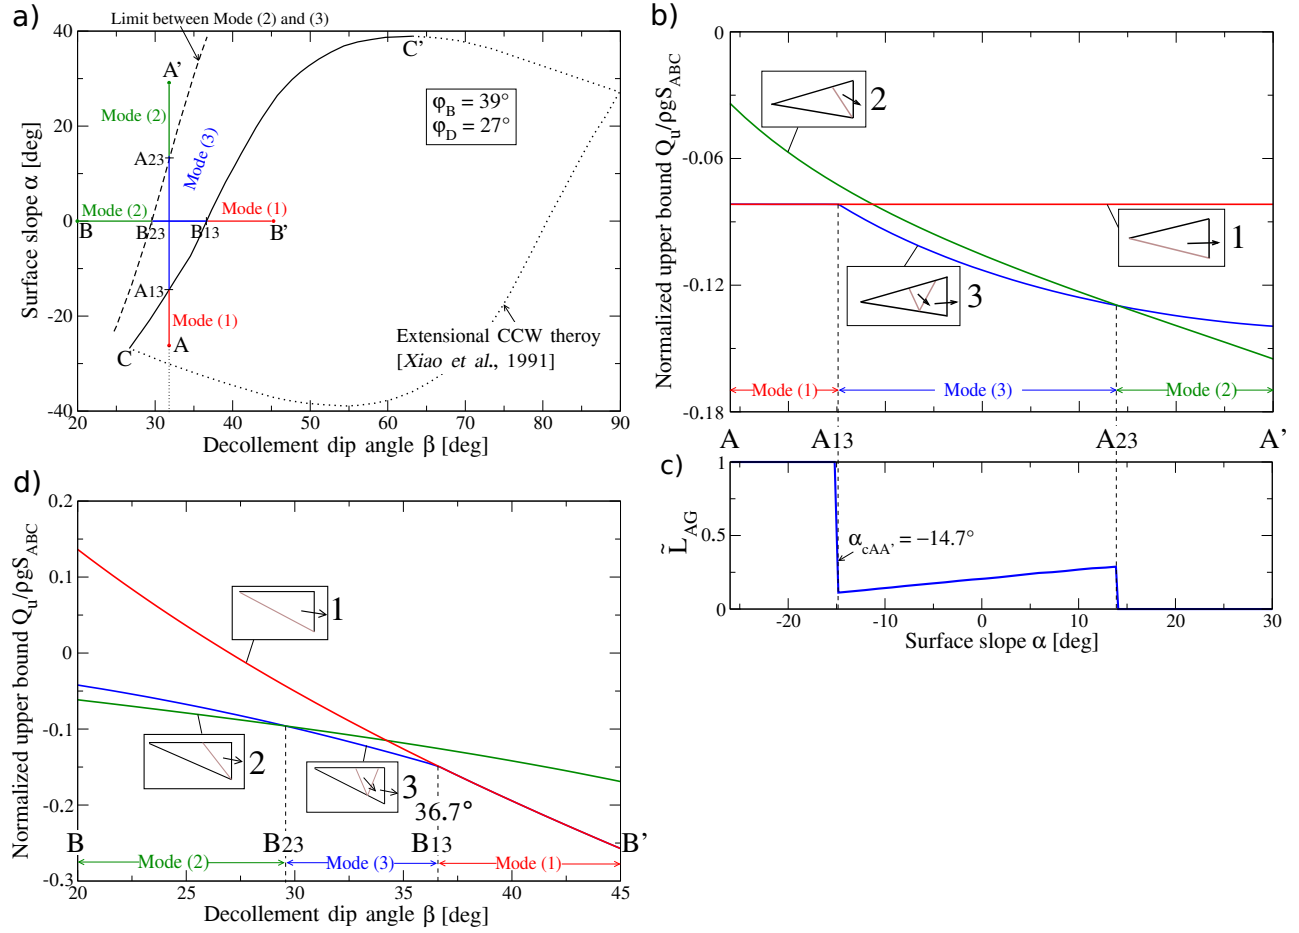 a)
Limit between Mode (2) and (3)
40
20
0
-20
-40
20
30
40
50
60
70
80
90
Surface slope α [deg]
Decollement dip angle β [deg]
A'
Mode (2)
A23
Mode (3)
Mode (2)
Mode (1)
B
B23
B13
B'
A13
Mode (1)
A
C
C'
φB = 39°
φD = 27°
Extensional CCW theroy
[Xiao et al., 1991]
b)
0
-0.06
-0.12
-0.18
Normalized upper bound Qu/ρgSABC
2
1
3
Mode (1)
Mode (3)
Mode (2)
A
A13
A23
A'
c)
1
0.5
0
L̃AG
αcAA' = −14.7°
-20
-10
0
10
20
30
Surface slope α [deg]
d)
0.2
0.1
0
-0.1
-0.2
-0.3
Normalized upper bound Qu/ρgSABC
1
2
3
36.7°
B
B23
B13
B'
Mode (2)
Mode (3)
Mode (1)
20
25
30
35
40
45
Decollement dip angle β [deg]